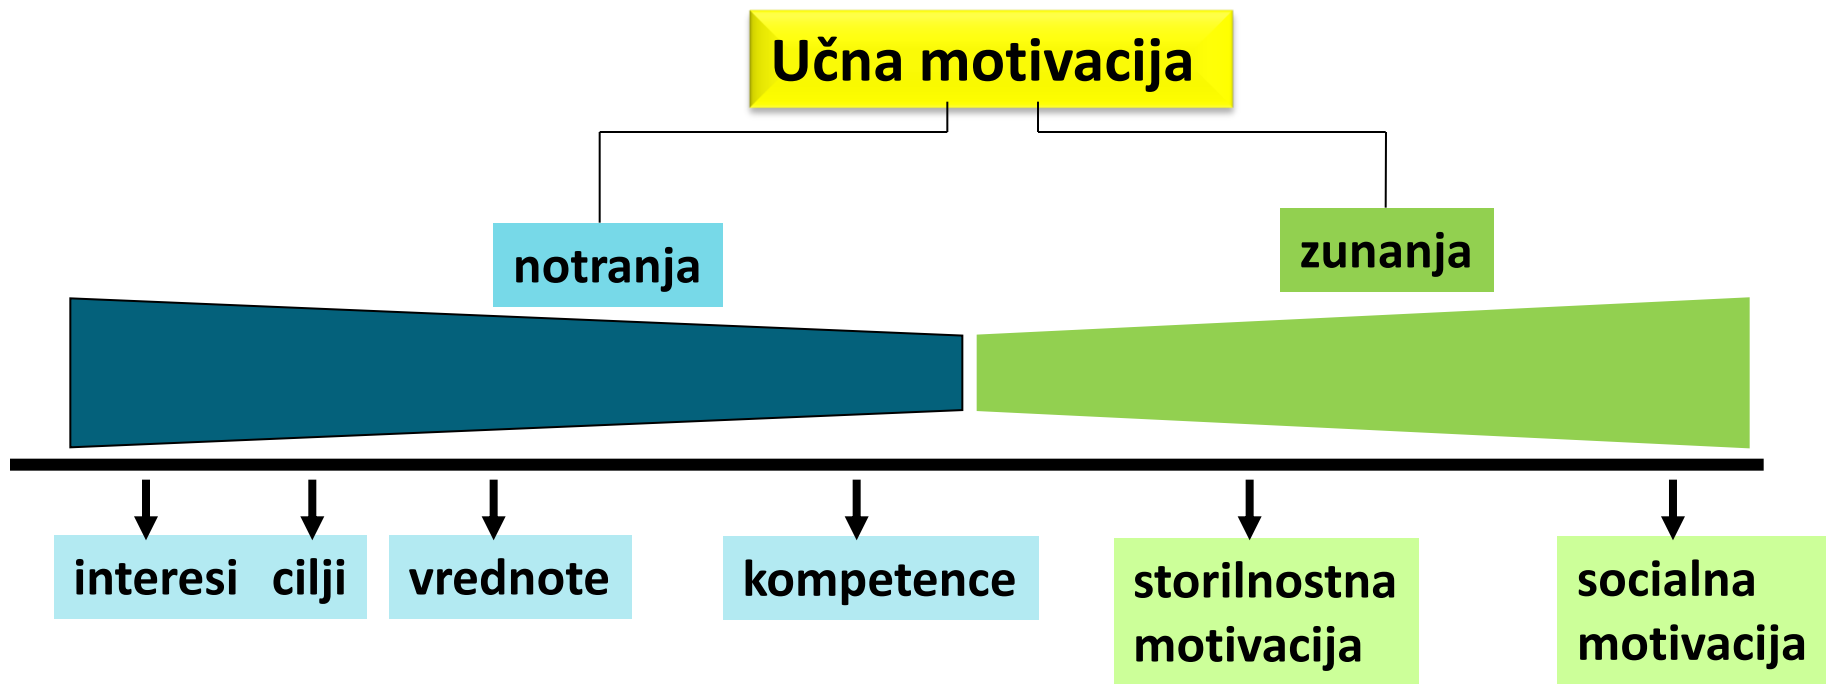 Učna motivacija
notranja
zunanja
interesi cilji
vrednote
kompetence
storilnostna
motivacija
socialna
motivacija